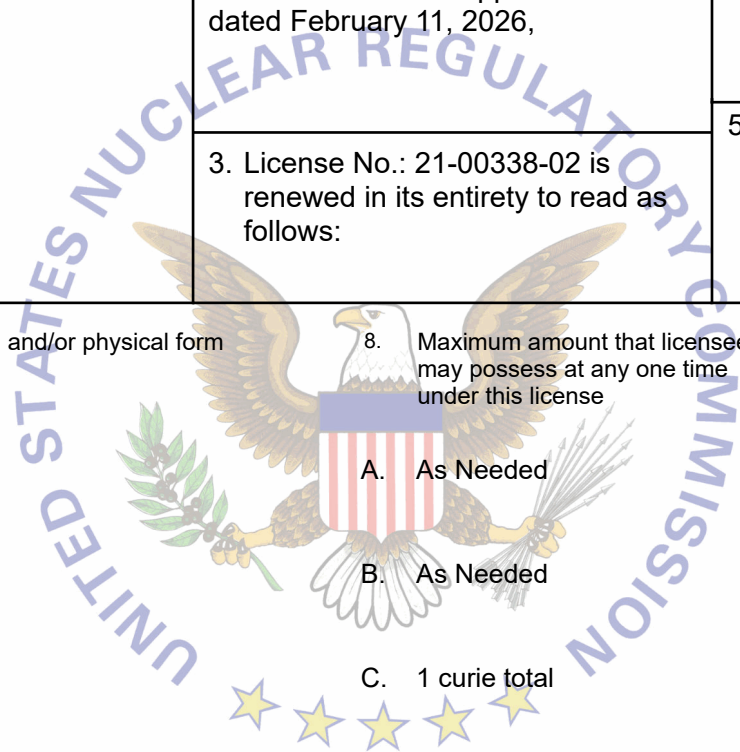 dated February 11, 2026,
5
3. License No.: 21-00338-02 is
renewed in its entirety to read as
follows:
and/or physical form
8. Maximum amount that licensee
may possess at any one time
under this license
A. As Needed
B. As Needed
C. 1 curie total
UNITED STATES NUCLEAR REGULATORY COMMISSION